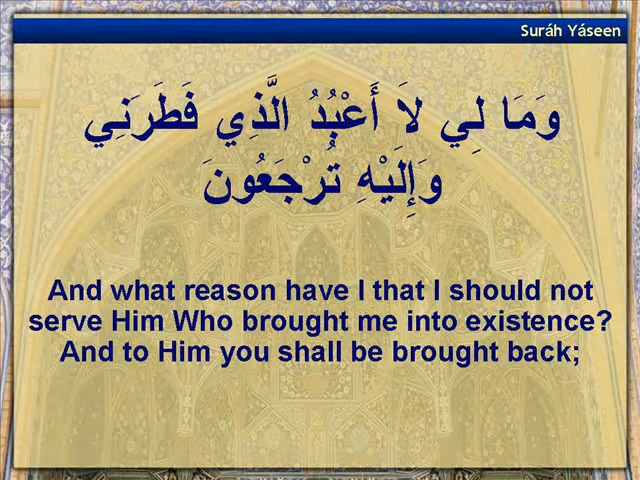 Suráh Yáseen
وَمَا لِي لاَ أَعْبُدُ الَّذِي فَطَرَنِي
وَإِلَيْهِ تُرْجَعُونَ
And what reason have I that I should not
serve Him Who brought me into existence?
And to Him you shall be brought back;